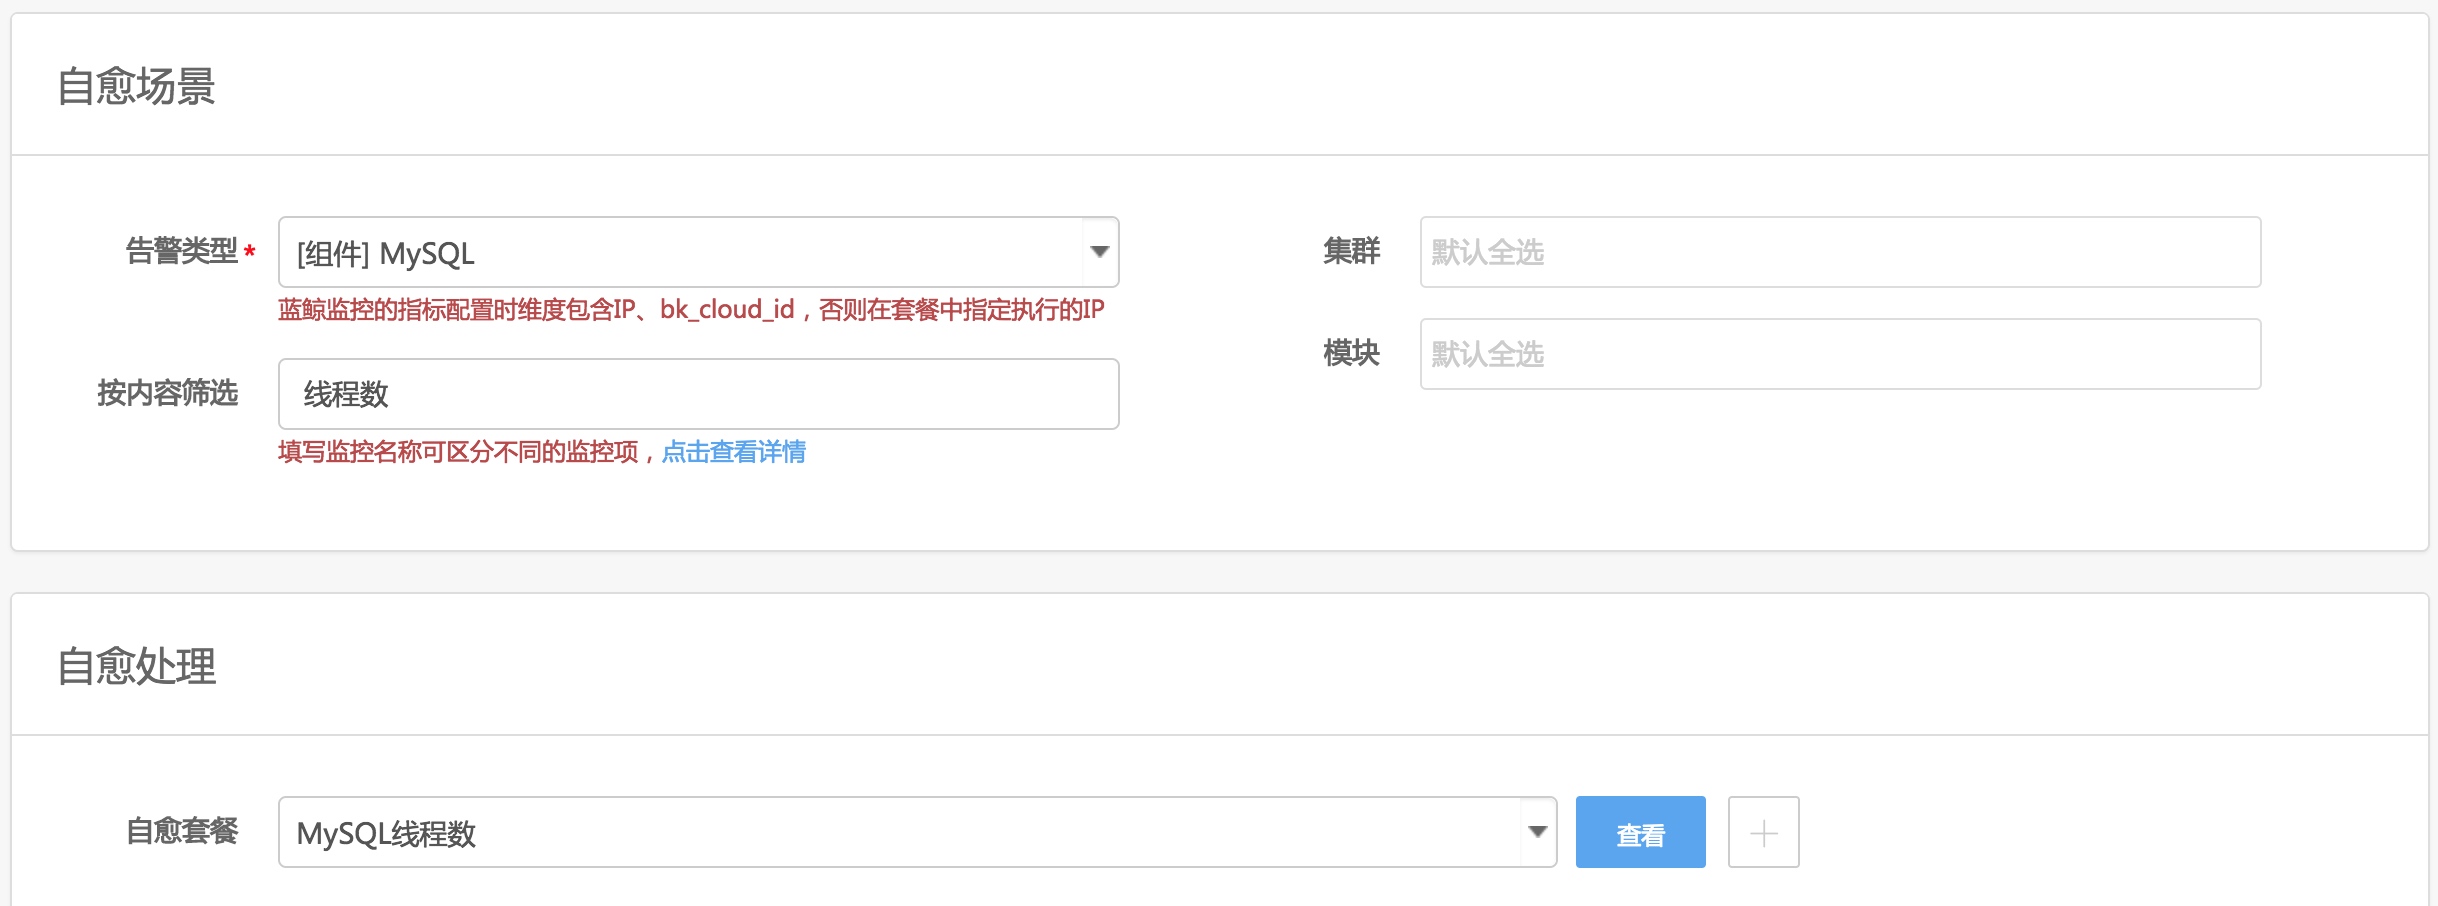 自愈场景
告警类型*
[组件] MySQL
蓝鲸监控的指标配置时维度包含IP、bk_cloud_id，否则在套餐中指定执行的IP
按内容筛选
线程数
填写监控名称可区分不同的监控项，点击查看详情
集群
默认全选
模块
默认全选
自愈处理
自愈套餐
MySQL线程数
查看